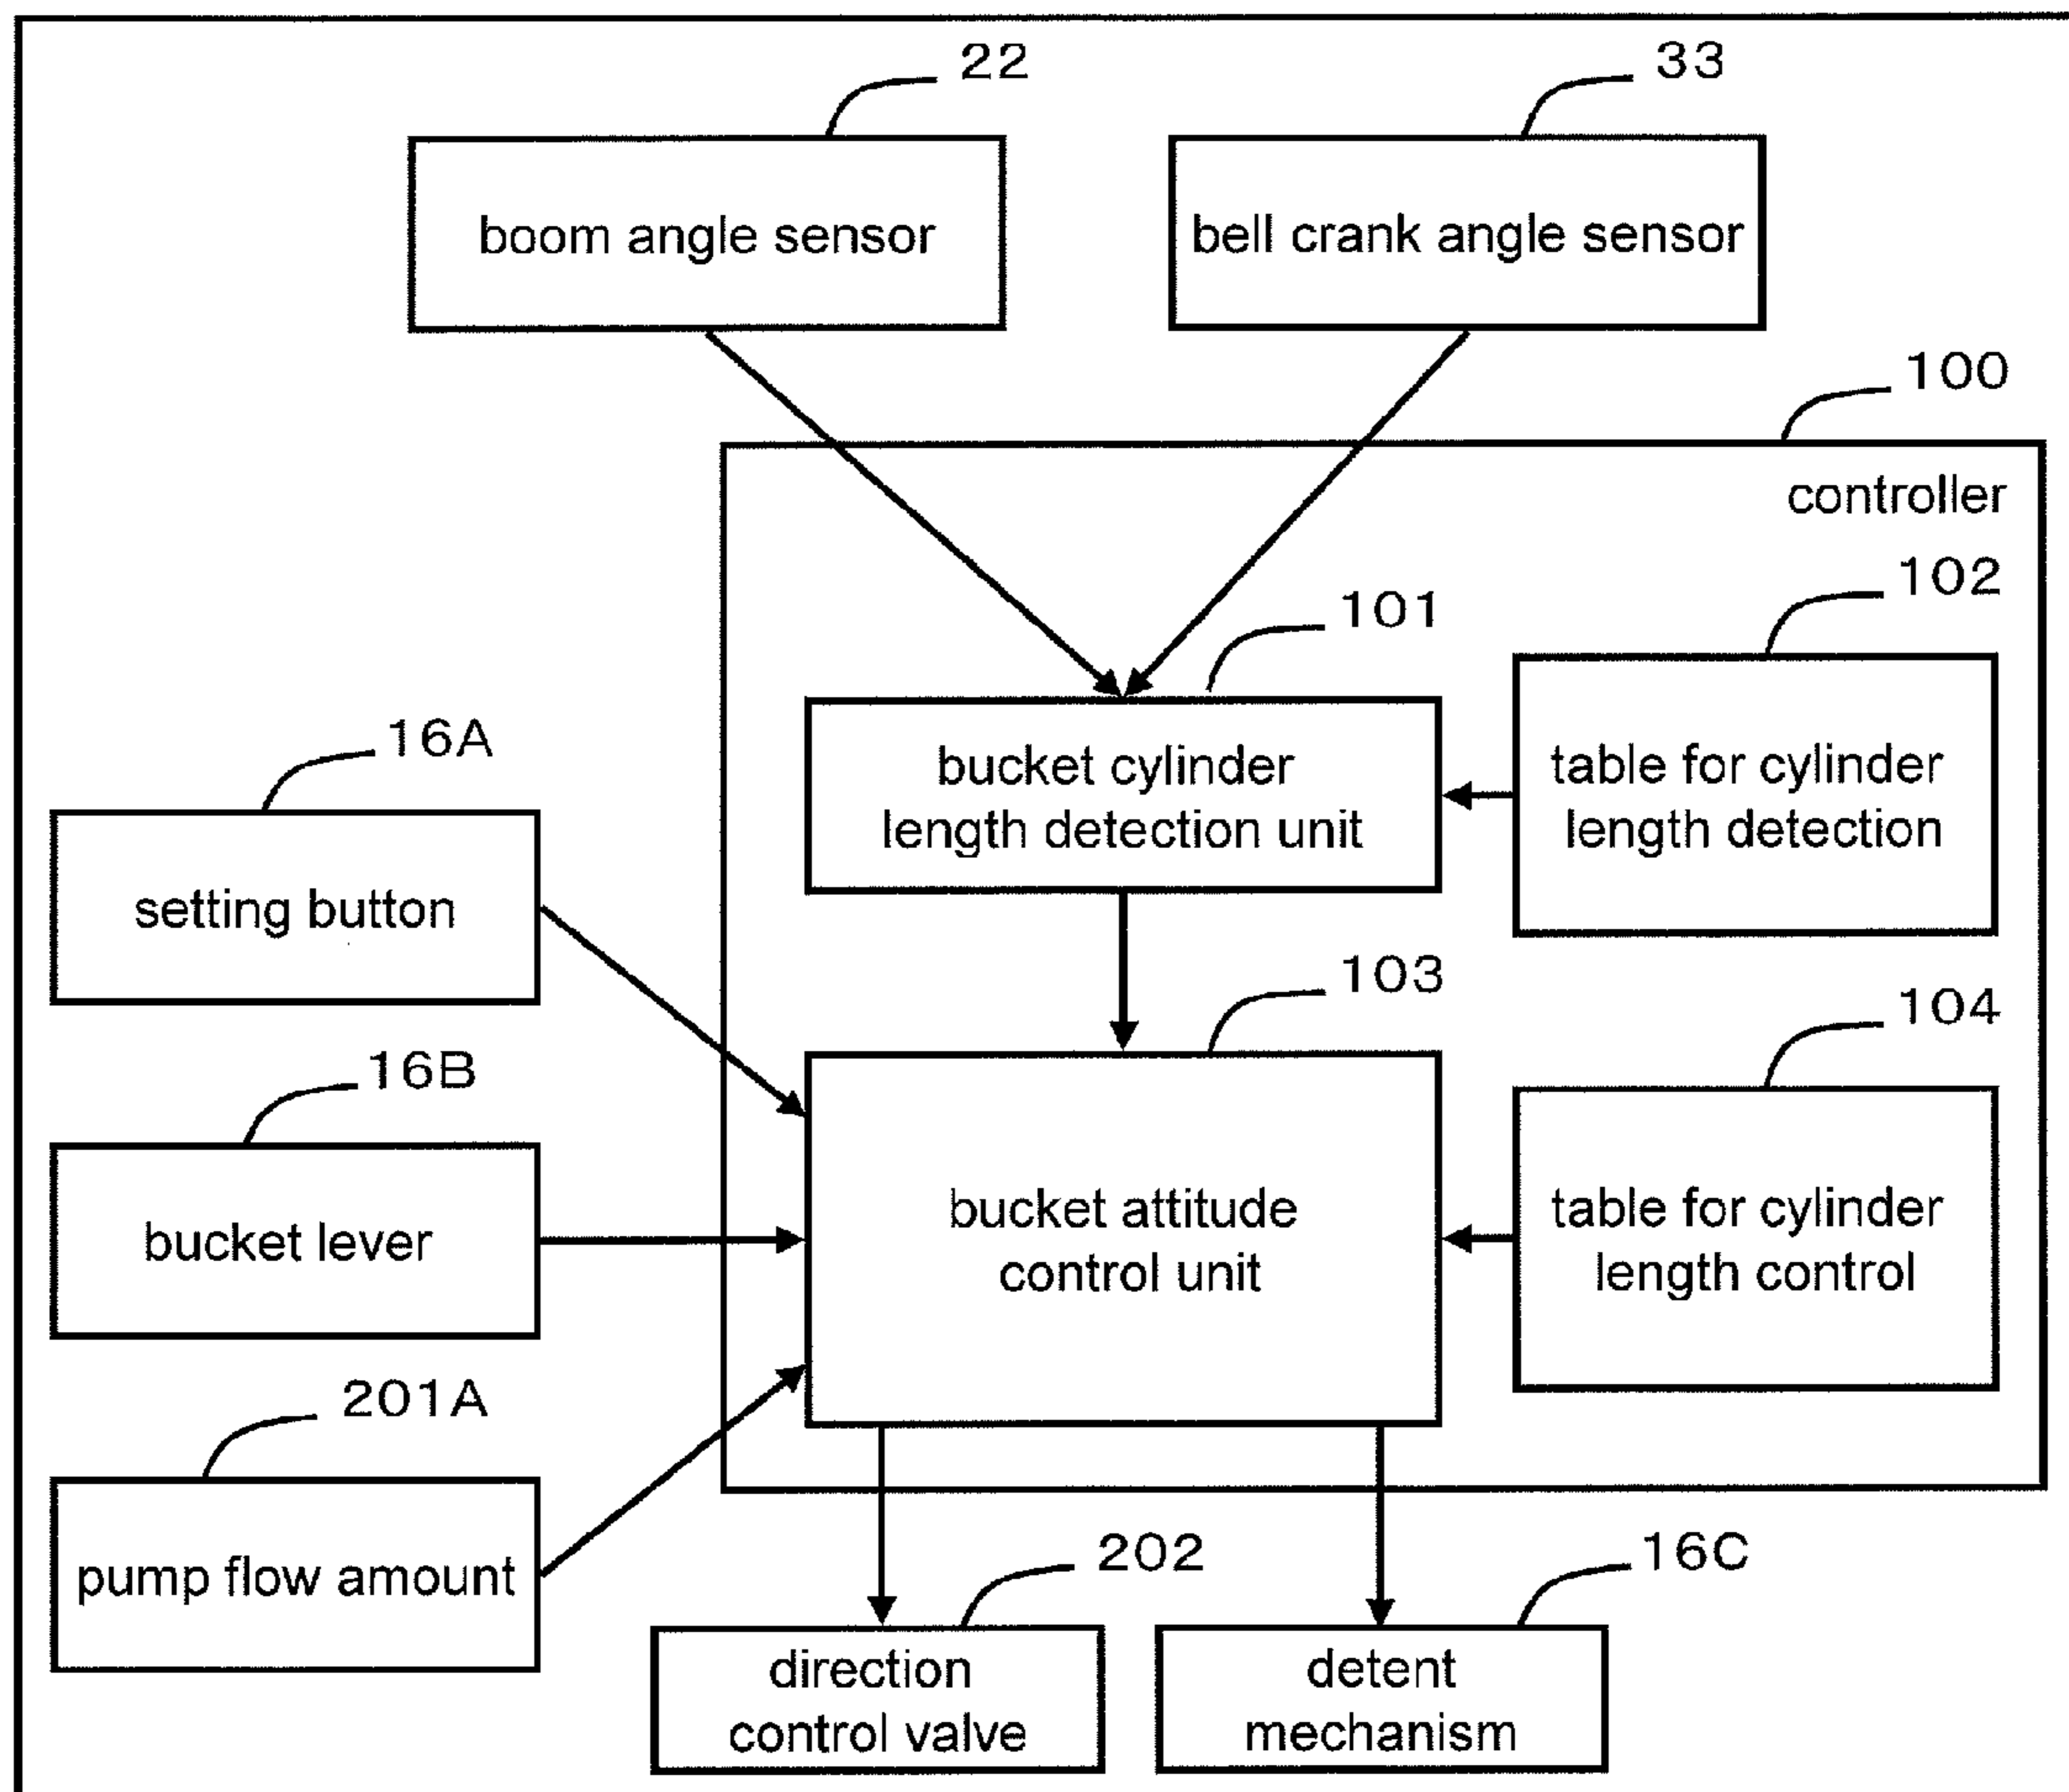 22
33
boom angle sensor
bell crank angle sensor
100
controller
102
101
16A
bucket cylinder
length detection unit
table for cylinder
length detection
setting button
103
104
16B
bucket lever
bucket attitude
control unit
table for cylinder
length control
201A
pump flow amount
202
16C
direction
control valve
detent
mechanism